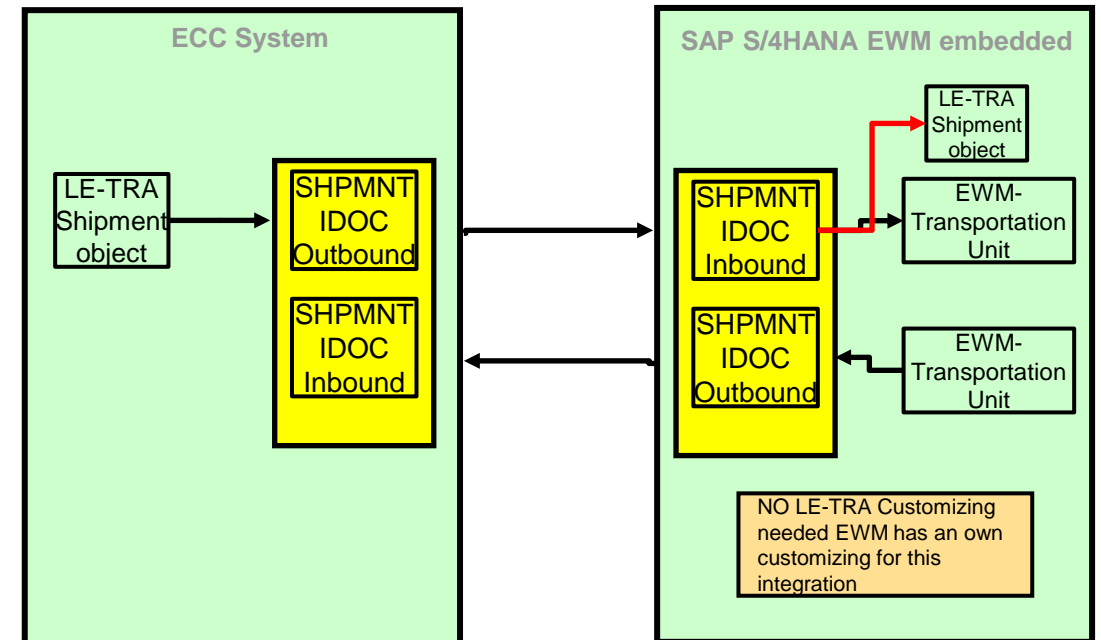 ECC System
LE-TRA
Shipment
object
SHPMNT
IDOC
Outbound
SHPMNT
IDOC
Inbound
SAP S/4HANA EWM embedded
LE-TRA
Shipment
object
SHPMNT
IDOC
Inbound
EWM-
Transportation
Unit
SHPMNT
IDOC
Outbound
EWM-
Transportation
Unit
NO LE-TRA Customizing
needed EWM has an own
customizing for this
integration